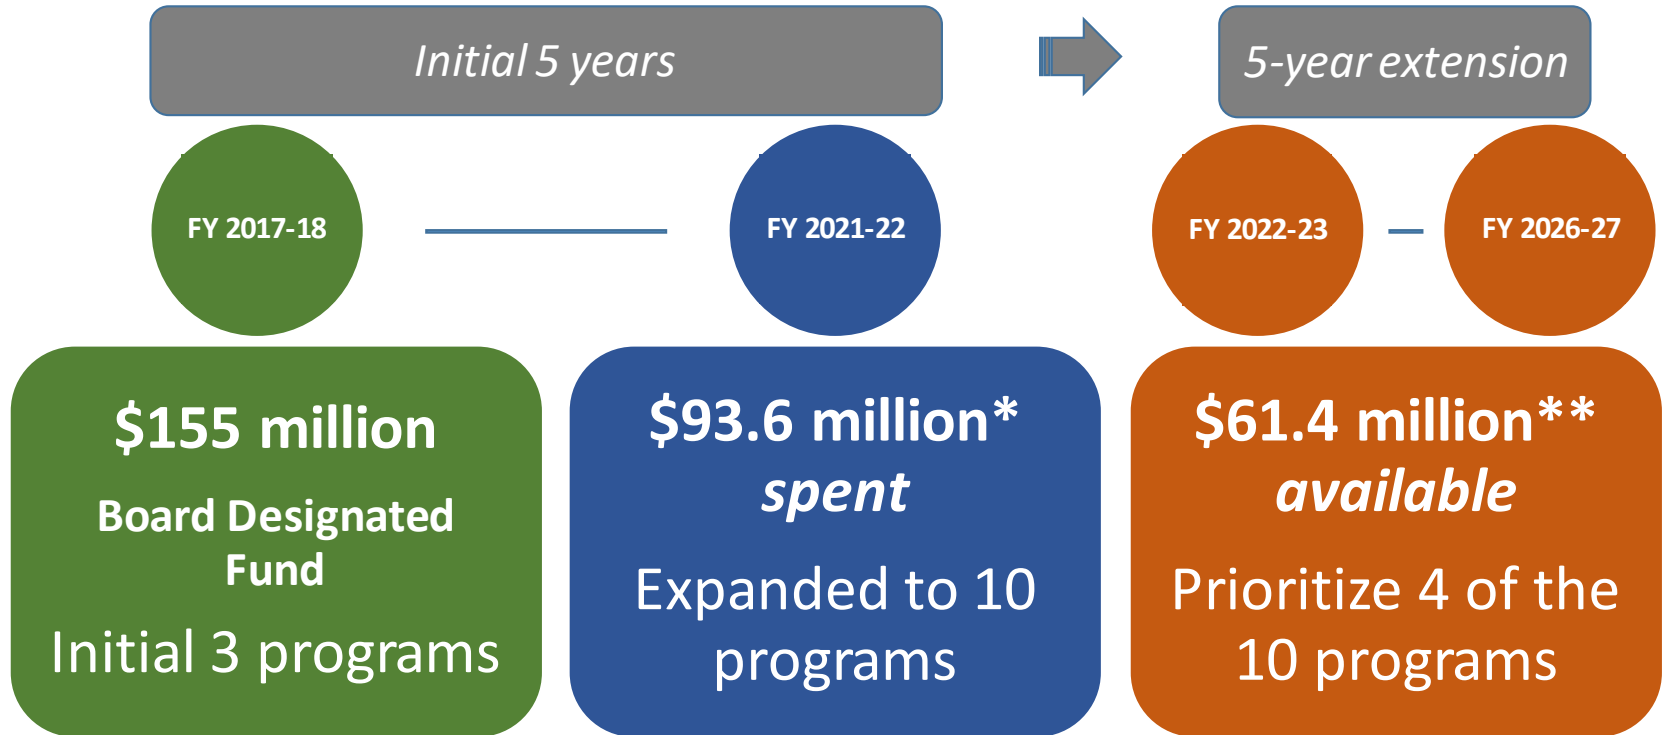 Initial 5 years
5-year extension
FY 2017-18
FY 2021-22
FY 2022-23
FY 2026-27
$155 million
Board Designated
Fund
Initial 3 programs
$93.6 million*
spent
Expanded to 10
programs
$61.4 million**
available
Prioritize 4 of the
10 programs